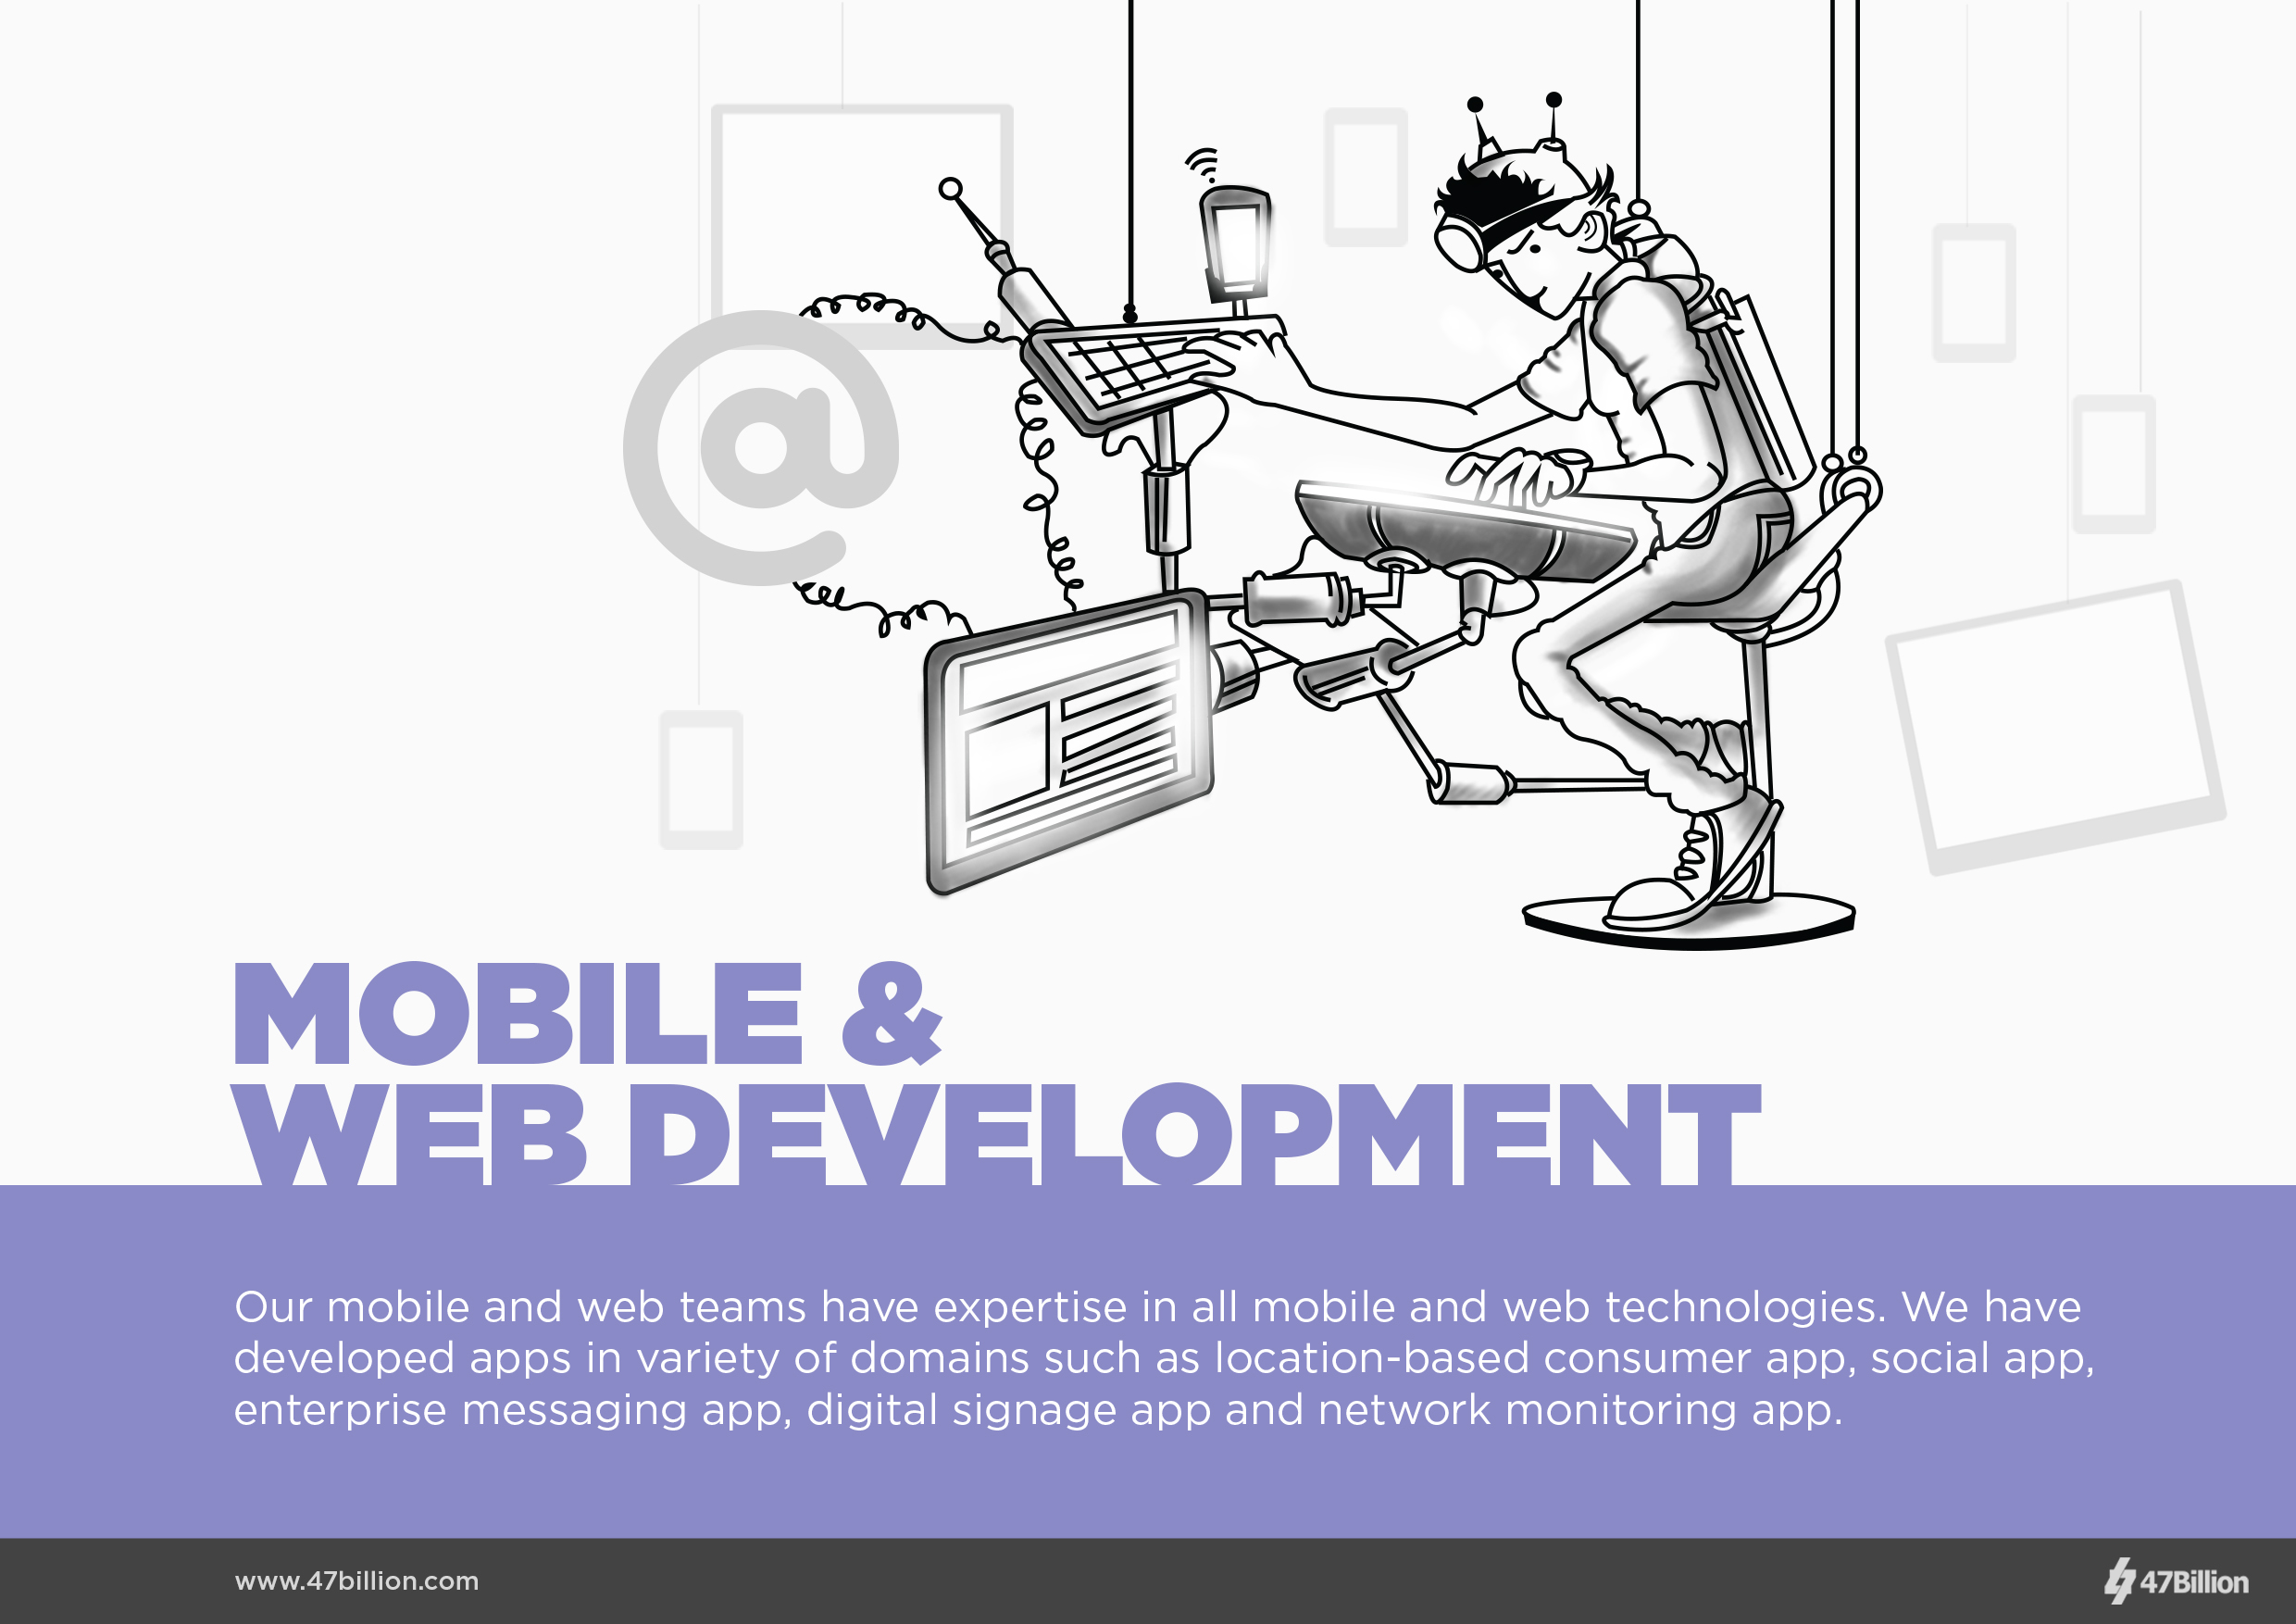 @
MOBILE &
WEB DEVELOPMENT
Our mobile and web teams have expertise in all mobile and web technologies. We have
developed apps in variety of domains such as location-based consumer app, social app,
enterprise messaging app, digital signage app and network monitoring app.
www.47billion.com
47Billion